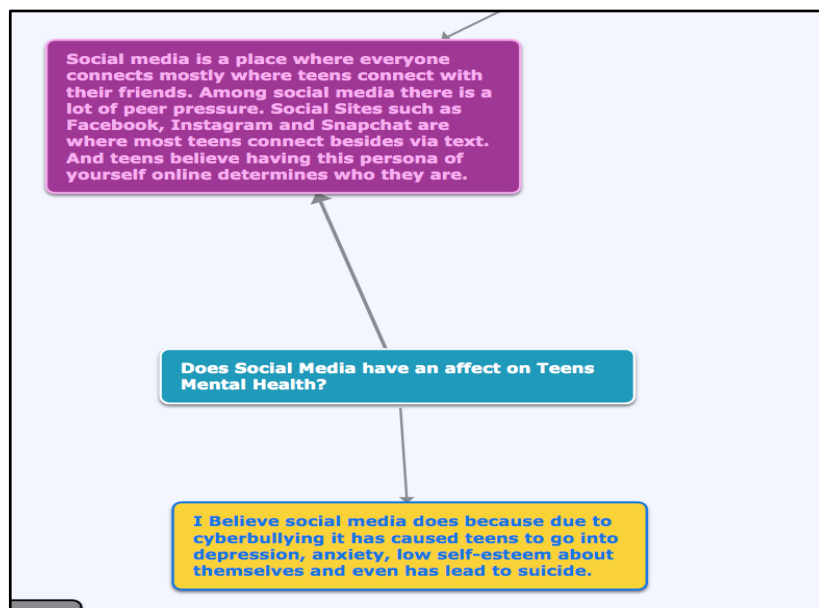 Social media is a place where everyone
connects mostly where teens connect with
their friends. Among social media there is a
lot of peer pressure. Social Sites such as
Facebook, Instagram and Snapchat are
where most teens connect besides via text.
And teens believe having this persona of
yourself online determines who they are.
Does Social Media have an affect on Teens
Mental Health?
I Believe social media does because due to
cyberbullying it has caused teens to go into
depression, anxiety, low self-esteem about
themselves and even has lead to suicide.